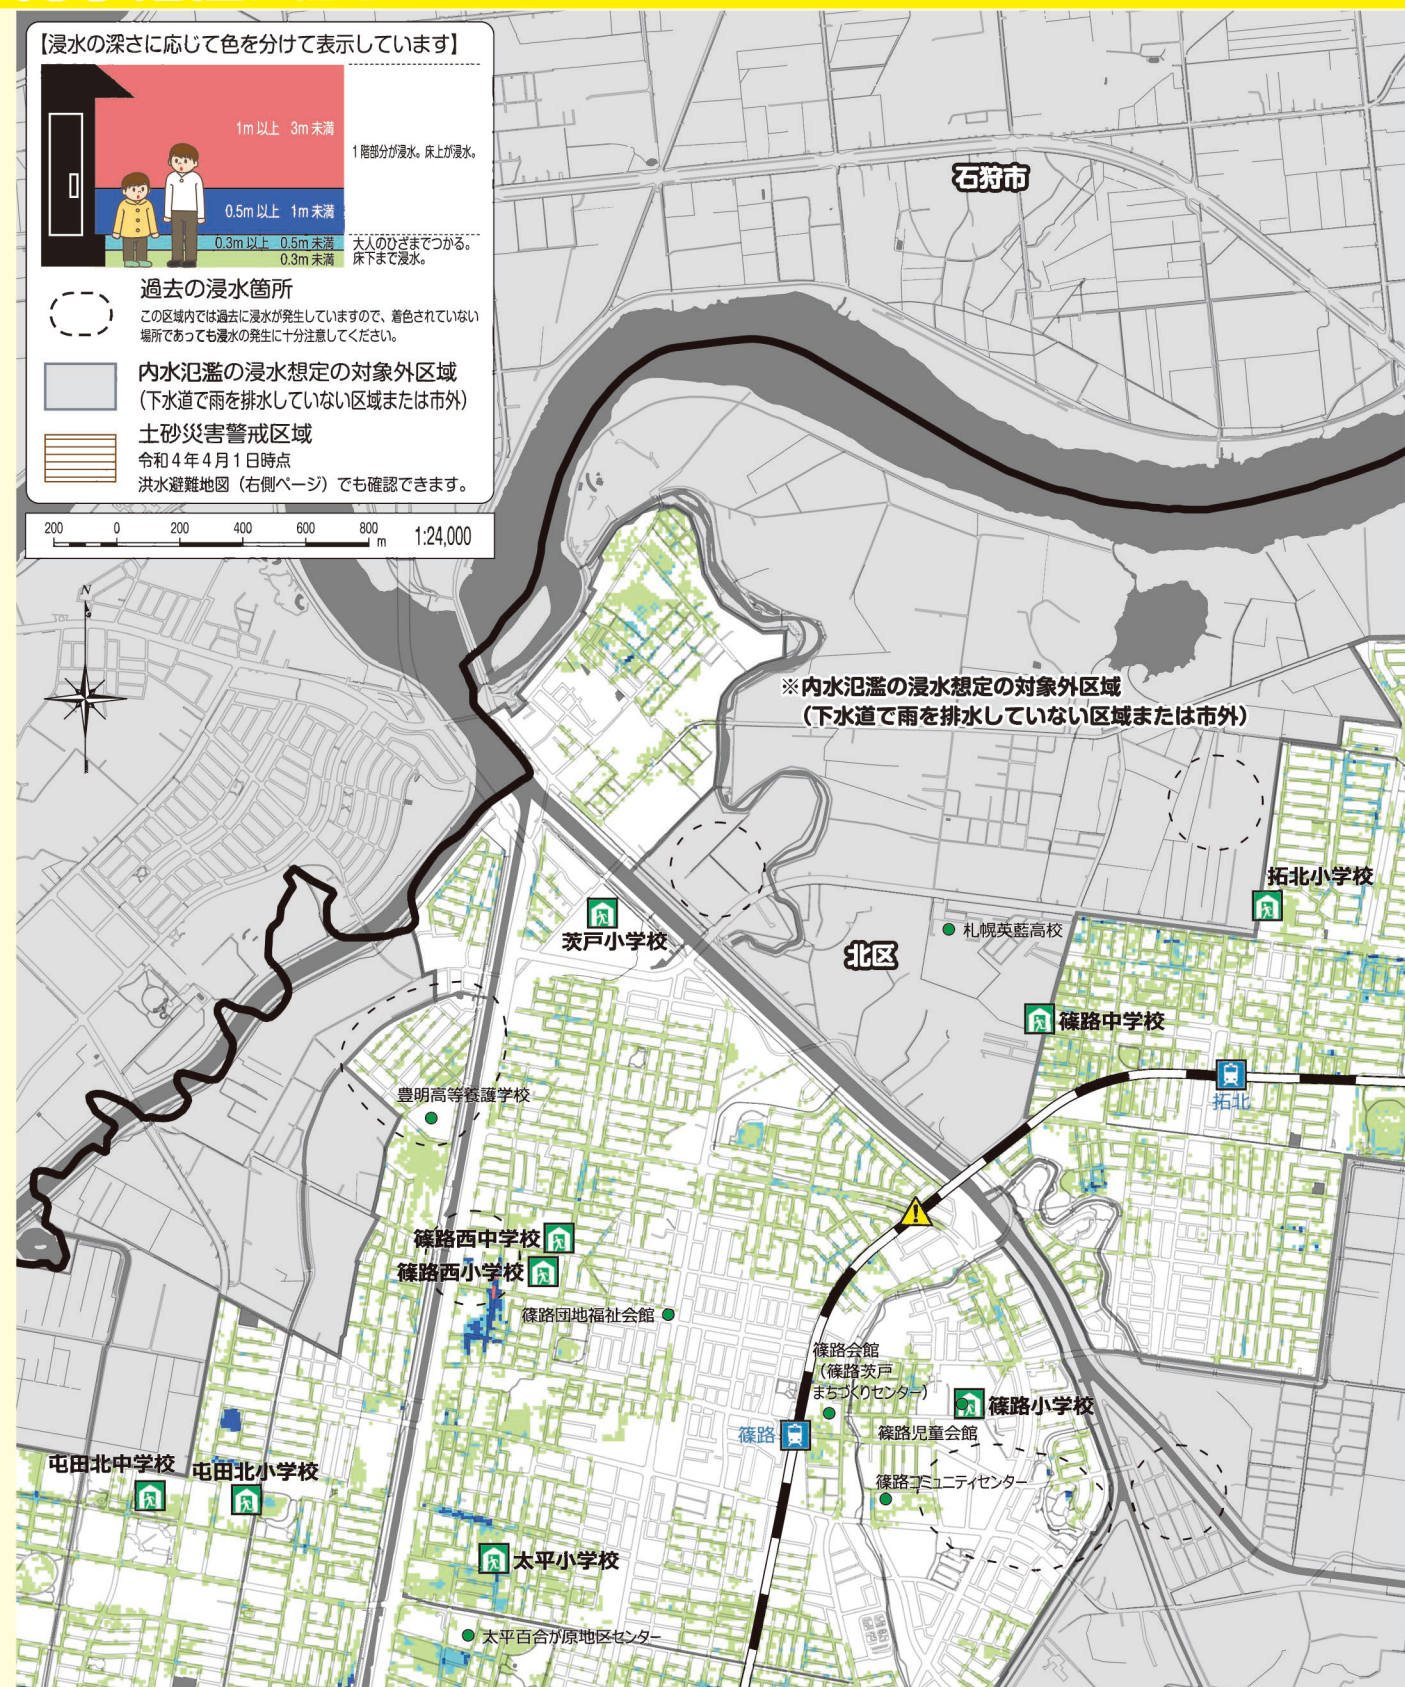 【浸水の深さに応じて色を分けて表示しています】
1m以上 3m未満
1階部分が浸水。床上が浸水。
0.5m以上 1m未満
0.3m以上 0.5m未満
0.3m未満
大人のひざまでつかる。
床下まで浸水。
過去の浸水箇所
この区域内では過去に浸水が発生していますので、着色されていない
場所であっても浸水の発生に十分注意してください。
内水氾濫の浸水想定の対象外区域
(下水道で雨を排水していない区域または市外)
土砂災害警戒区域
令和4年4月1日時点
洪水避難地図(右側ページ)でも確認できます。
200 0 200 400 600 800 m 1:24,000
N
石狩市
※内水氾濫の浸水想定の対象外区域
(下水道で雨を排水していない区域または市外)
拓北小学校
茨戸小学校
札幌英藍高校
北区
篠路中学校
拓北
豊明高等養護学校
篠路西中学校
篠路西小学校
篠路団地福祉会館
篠路会館
(篠路茨戸
まちづくりセンター)
篠路小学校
篠路
篠路児童会館
屯田北中学校
屯田北小学校
篠路コミュニティセンター
太平小学校
太平百合が原地区センター